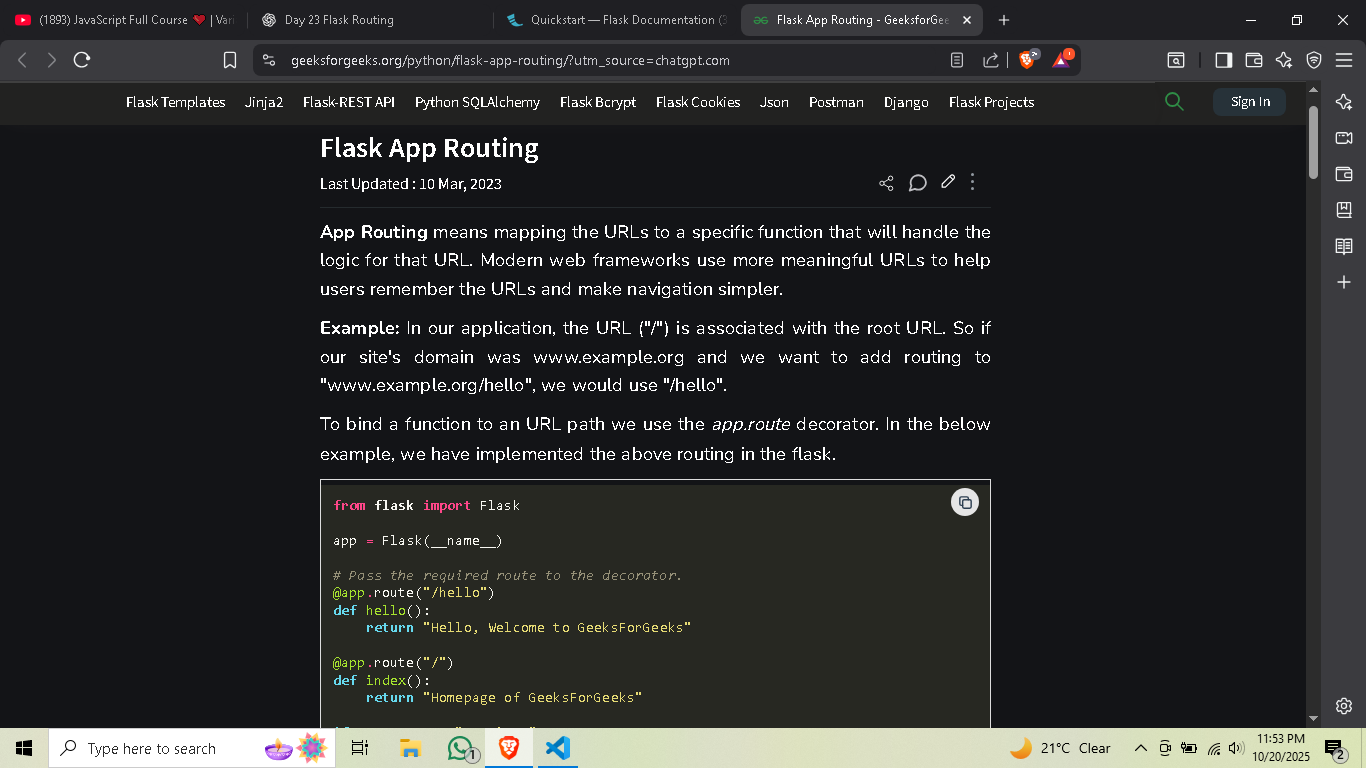 (1893) JavaScript Full Course ❤️ | Vari
Day 23 Flask Routing
Quickstart — Flask Documentation (3
Flask App Routing - GeeksforGee
geeksforgeeks.org/python/flask-app-routing/?utm_source=chatgpt.com
Flask Templates Jinja2 Flask-REST API Python SQLAlchemy Flask Bcrypt Flask Cookies Json Postman Django Flask Projects Sign In
Flask App Routing
Last Updated : 10 Mar, 2023
App Routing means mapping the URLs to a specific function that will handle the
logic for that URL. Modern web frameworks use more meaningful URLs to help
users remember the URLs and make navigation simpler.
Example: In our application, the URL ("/") is associated with the root URL. So if
our site's domain was www.example.org and we want to add routing to
"www.example.org/hello", we would use "/hello".
To bind a function to an URL path we use the app.route decorator. In the below
example, we have implemented the above routing in the flask.
from flask import Flask
app = Flask(__name__)
# Pass the required route to the decorator.
@app.route("/hello")
def hello():
    return "Hello, Welcome to GeeksForGeeks"
@app.route("/")
def index():
    return "Homepage of GeeksForGeeks"
Type here to search
1
21°C Clear
11:53 PM
10/20/2025
2